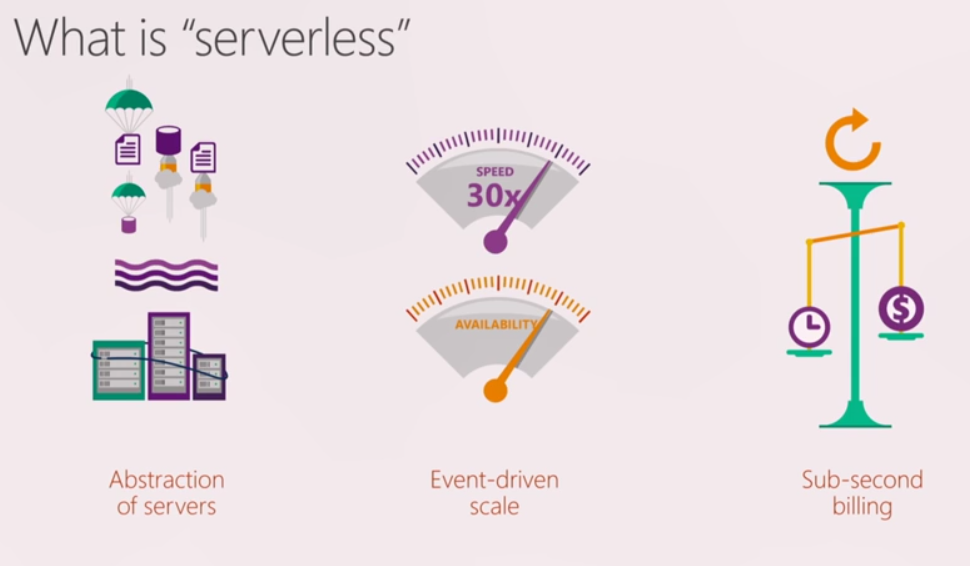 What is “serverless”
SPEED
30x
AVAILABILITY
$
Abstraction
of servers
Event-driven
scale
Sub-second
billing